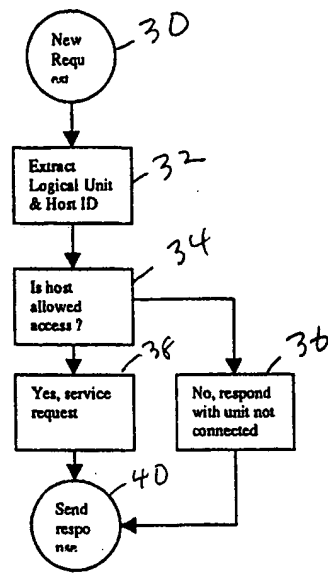 New
Requ
est
30
Extract
Logical Unit
& Host ID
32
Is host
allowed
access ?
34
Yes, service
request
38
No, respond
with unit not
connected
36
Send
respo
nse
40